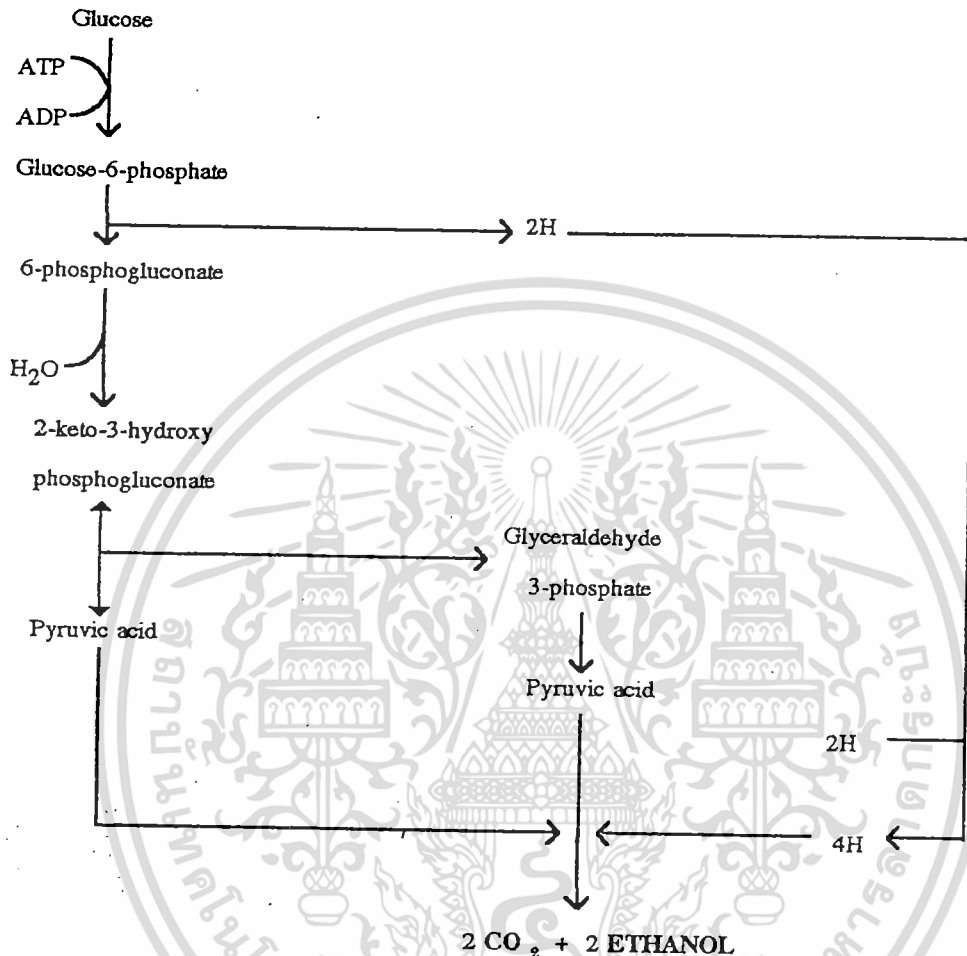 Glucose
ATP
ADP
Glucose-6-phosphate
2H
6-phosphogluconate
H₂O
2-keto-3-hydroxy
phosphogluconate
Glyceraldehyde
3-phosphate
Pyruvic acid
Pyruvic acid
2H
4H
2 CO₂ + 2 ETHANOL